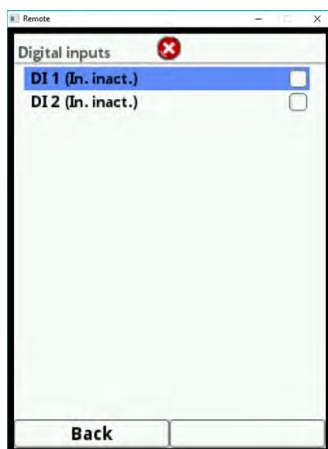 Remote
Digital inputs
DI 1 (In. inact.)
DI 2 (In. inact.)
Back